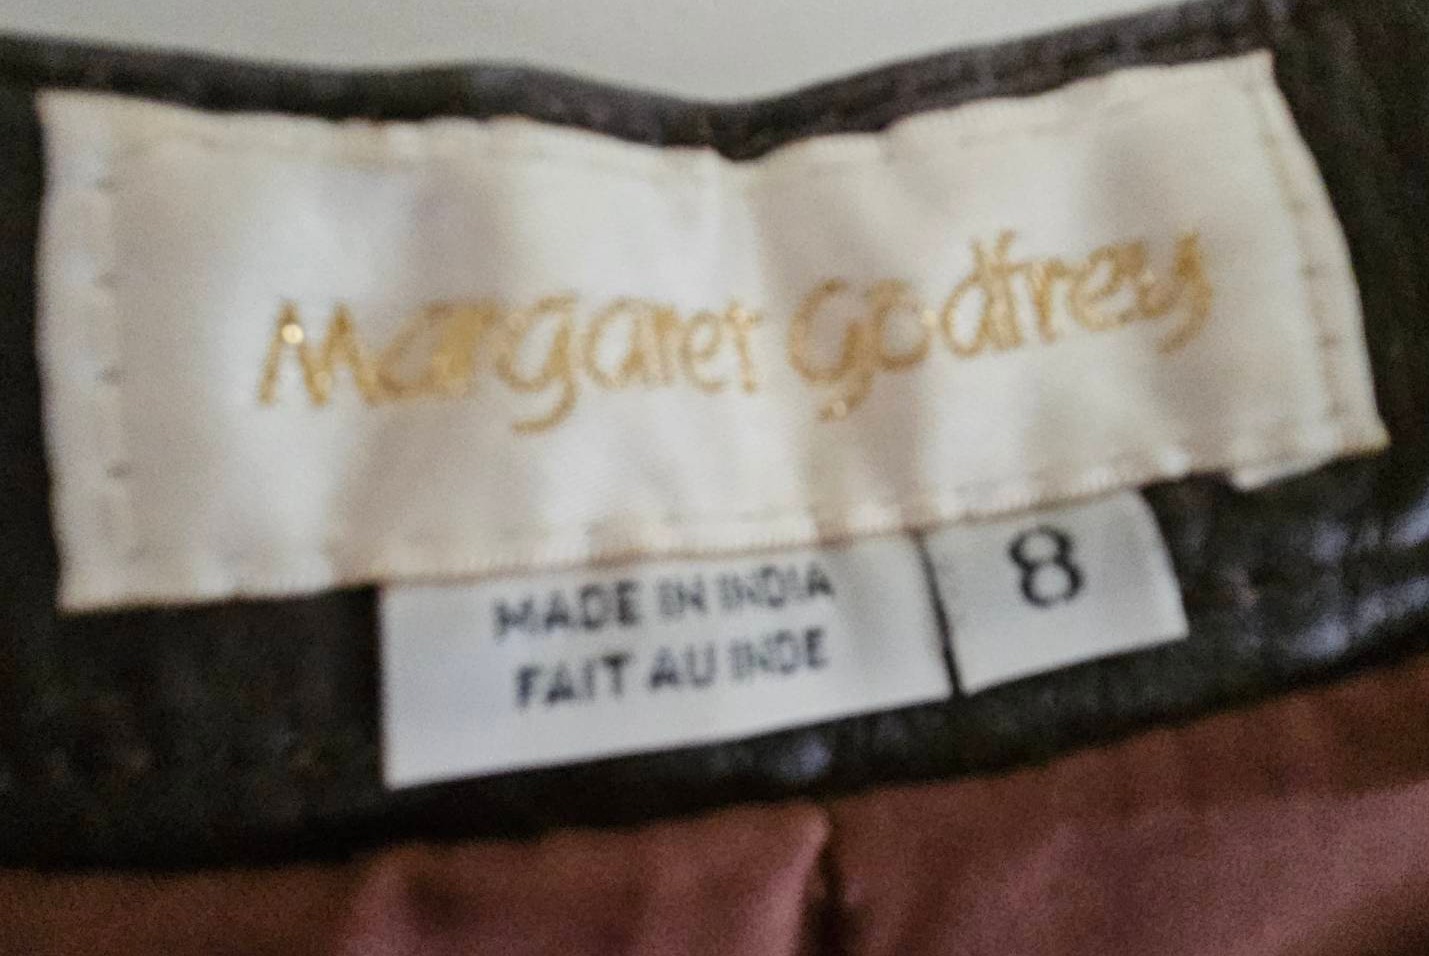 Margaret Godfrey
MADE IN INDIA
FAIT AU INDE
8